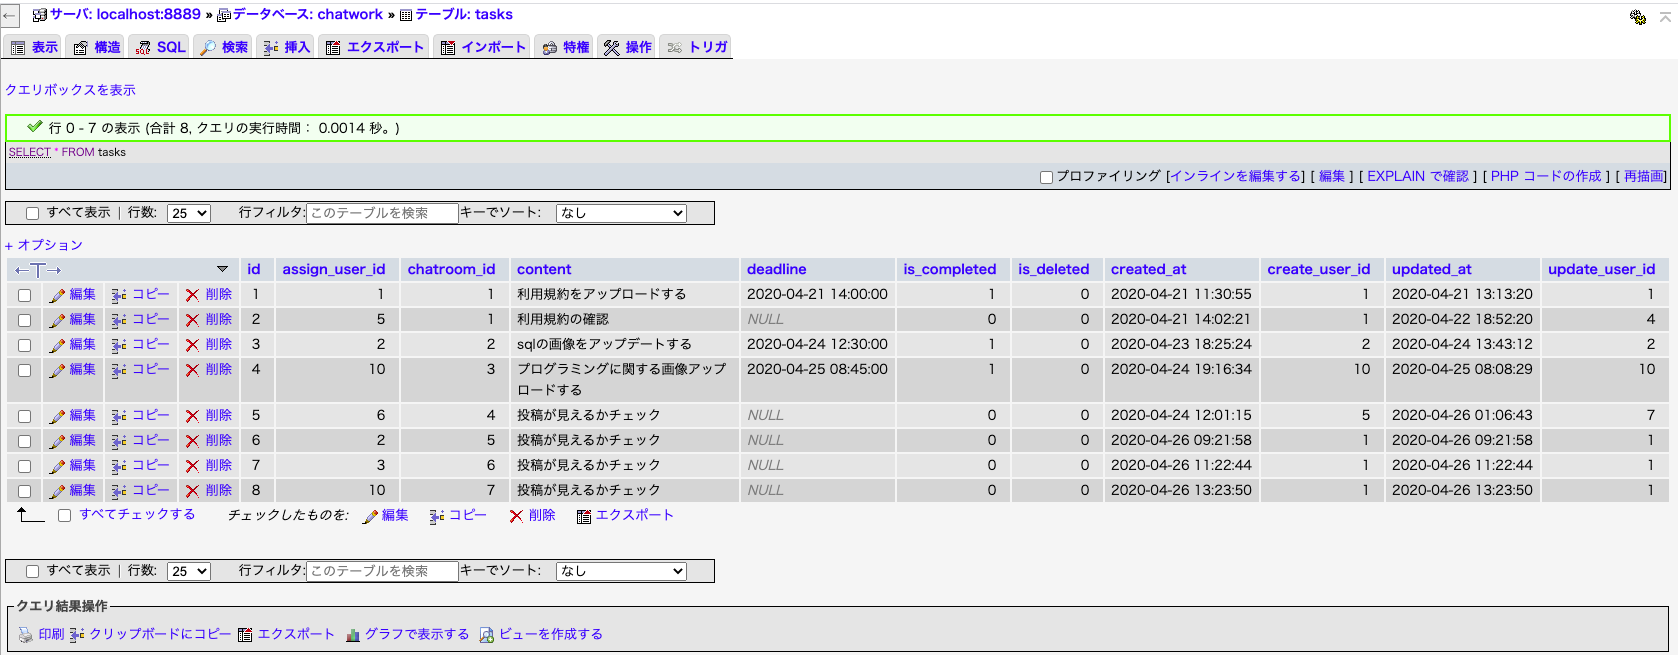 サーバ: localhost:8889 » データベース: chatwork » テーブル: tasks
表示 構造 SQL 検索 挿入 エクスポート インポート 特権 操作 トリガ
クエリボックスを表示
行 0 - 7 の表示 (合計 8, クエリの実行時間： 0.0014 秒。)
SELECT * FROM tasks
プロファイリング [インラインを編集する] [ 編集 ] [ EXPLAIN で確認 ] [ PHP コードの作成 ] [ 再描画]
すべて表示 | 行数: 25 行フィルタ: このテーブルを検索 キーでソート: なし
+ オプション
←T→ id assign_user_id chatroom_id content deadline is_completed is_deleted created_at create_user_id updated_at update_user_id
編集 コピー 削除 1 1 1 利用規約をアップロードする 2020-04-21 14:00:00 1 0 2020-04-21 11:30:55 1 2020-04-21 13:13:20 1
編集 コピー 削除 2 5 1 利用規約の確認 NULL 0 0 2020-04-21 14:02:21 1 2020-04-22 18:52:20 4
編集 コピー 削除 3 2 2 sqlの画像をアップデートする 2020-04-24 12:30:00 1 0 2020-04-23 18:25:24 2 2020-04-24 13:43:12 2
編集 コピー 削除 4 10 3 プログラミングに関する画像アップ 2020-04-25 08:45:00 1 0 2020-04-24 19:16:34 10 2020-04-25 08:08:29 10
ロードする
編集 コピー 削除 5 6 4 投稿が見えるかチェック NULL 0 0 2020-04-24 12:01:15 5 2020-04-26 01:06:43 7
編集 コピー 削除 6 2 5 投稿が見えるかチェック NULL 0 0 2020-04-26 09:21:58 1 2020-04-26 09:21:58 1
編集 コピー 削除 7 3 6 投稿が見えるかチェック NULL 0 0 2020-04-26 11:22:44 1 2020-04-26 11:22:44 1
編集 コピー 削除 8 10 7 投稿が見えるかチェック NULL 0 0 2020-04-26 13:23:50 1 2020-04-26 13:23:50 1
すべてチェックする チェックしたものを: 編集 コピー 削除 エクスポート
すべて表示 | 行数: 25 行フィルタ: このテーブルを検索 キーでソート: なし
クエリ結果操作
印刷 クリップボードにコピー エクスポート グラフで表示する ビューを作成する